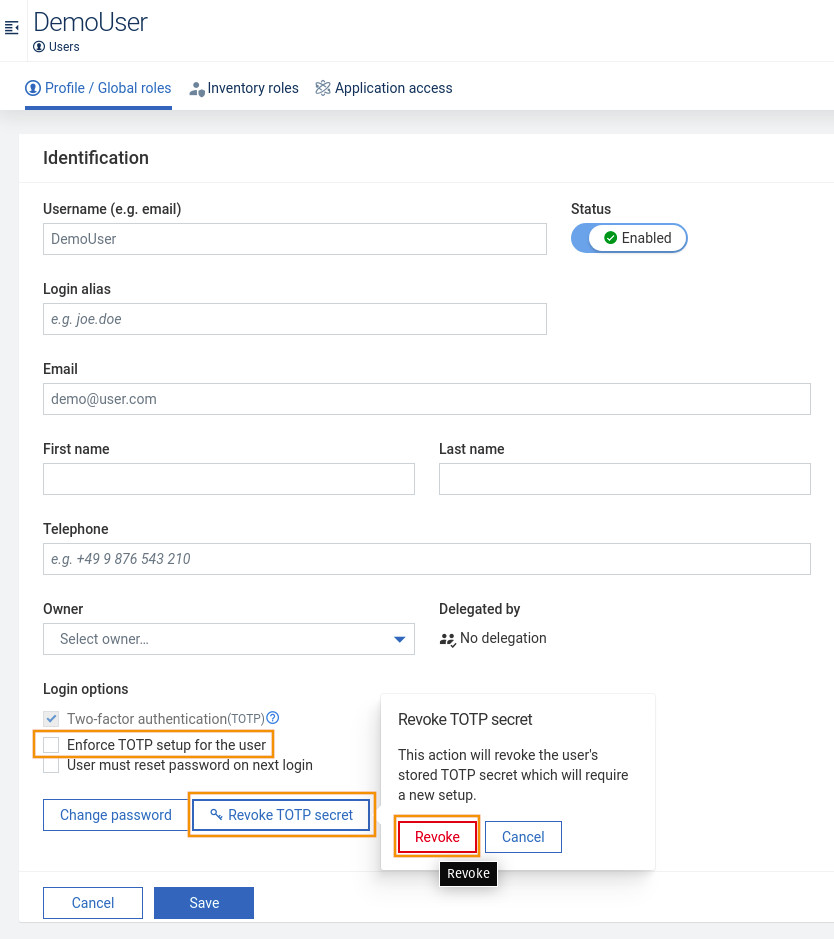 DemoUser
Users
Profile / Global roles
Inventory roles
Application access
Identification
Username (e.g. email)
Status
DemoUser
Enabled
Login alias
e.g. joe.doe
Email
demo@user.com
First name
Last name
Telephone
e.g. +49 9 876 543 210
Owner
Delegated by
Select owner...
No delegation
Login options
Two-factor authentication(TOTP)
Enforce TOTP setup for the user
User must reset password on next login
Change password
Revoke TOTP secret
Revoke TOTP secret
This action will revoke the user's
stored TOTP secret which will require
a new setup.
Revoke
Cancel
Revoke
Cancel
Save